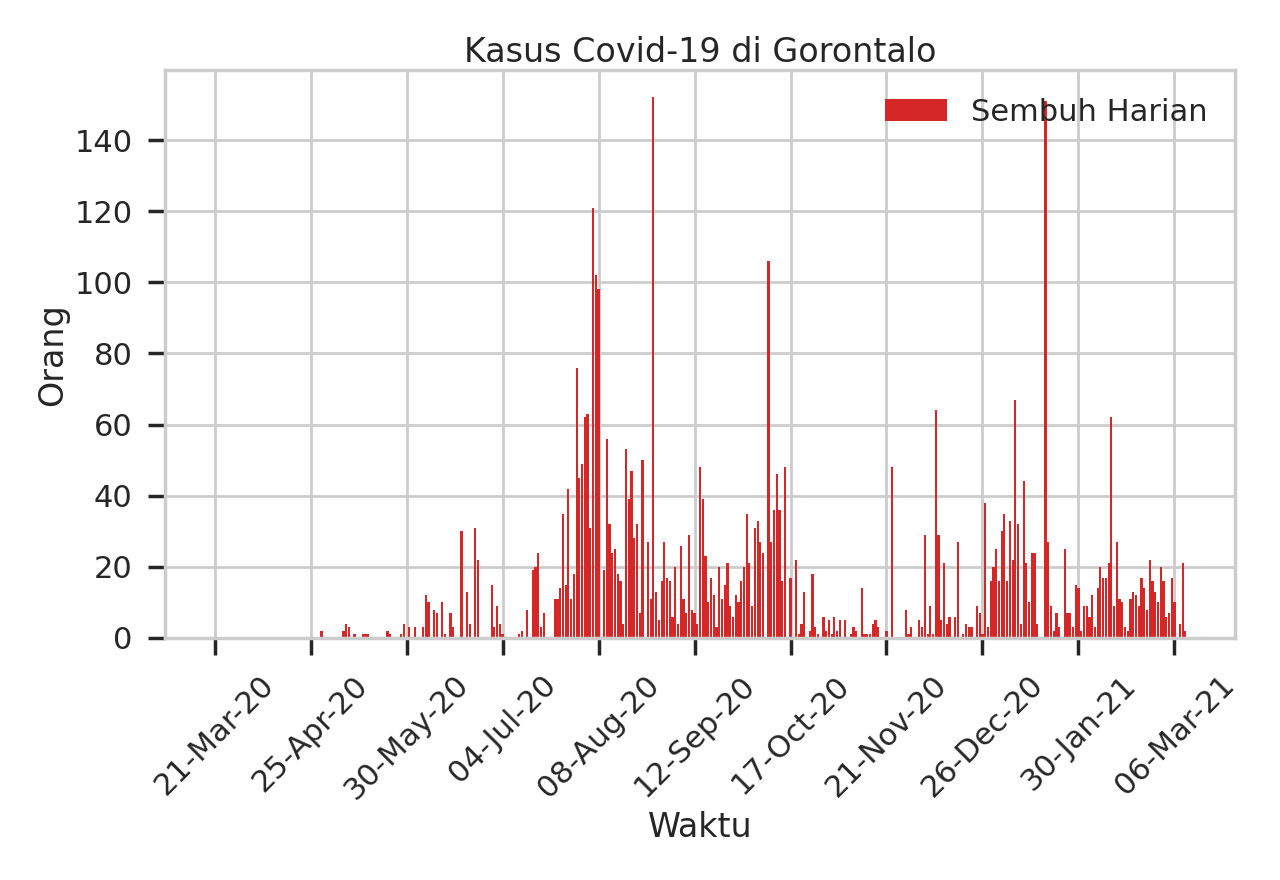 Kasus Covid-19 di Gorontalo
Sembuh Harian
Orang
140
120
100
80
60
40
20
0
21-Mar-20
25-Apr-20
30-May-20
04-Jul-20
08-Aug-20
12-Sep-20
17-Oct-20
21-Nov-20
26-Dec-20
30-Jan-21
06-Mar-21
Waktu